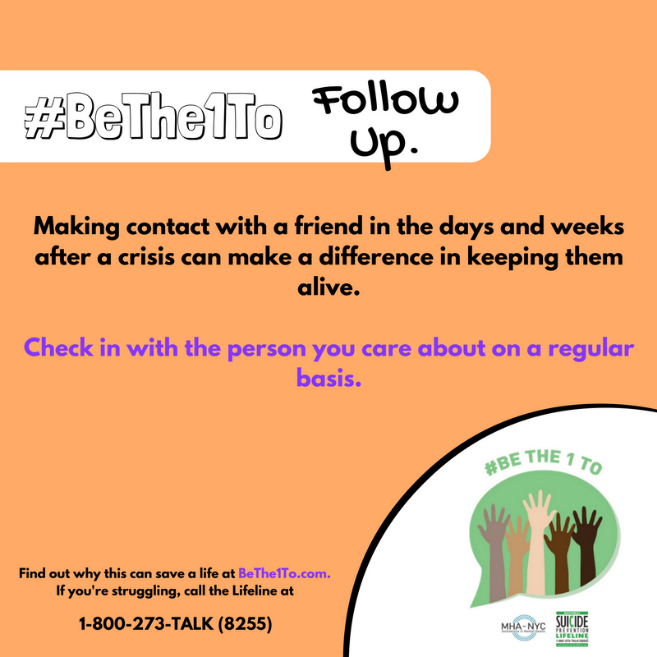 #BeThe1To Follow
Up.
Making contact with a friend in the days and weeks
after a crisis can make a difference in keeping them
alive.
Check in with the person you care about on a regular
basis.
#BE THE 1 TO
Find out why this can save a life at BeThe1To.com.
If you're struggling, call the Lifeline at
1-800-273-TALK (8255)
MHA-NYC
SUICIDE
PREVENTION
LIFELINE